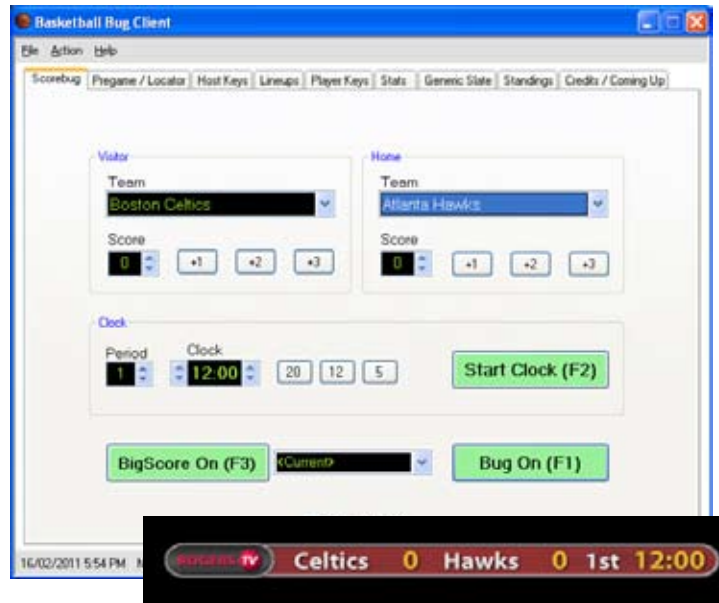 Basketball Bug Client
File Action Help
Scorebug Pregame / Locator Host Keys Lineups Player Keys Stats Generic Slate Standings Credits / Coming Up
Visitor
Team
Boston Celtics
Score
0 +1 +2 +3
Home
Team
Atlanta Hawks
Score
0 +1 +2 +3
Clock
Period Clock
1 12:00 20 12 5 Start Clock (F2)
BigScore On (F3) <Current> Bug On (F1)
16/02/2011 5:54 PM
ROGERS TV Celtics 0 Hawks 0 1st 12:00